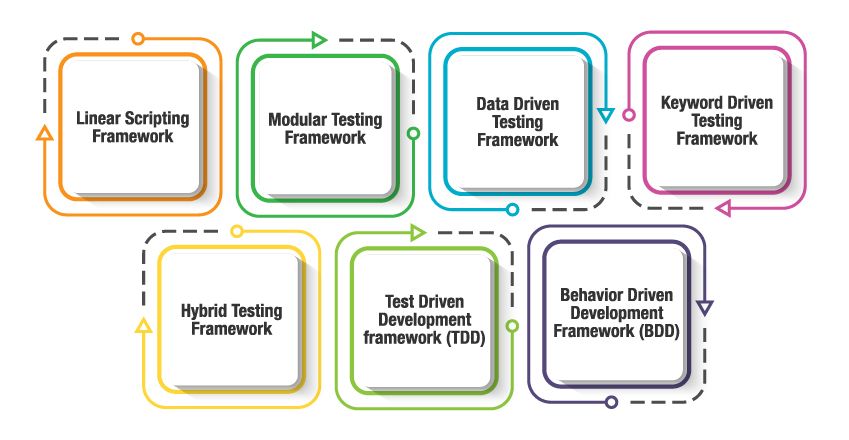 Linear Scripting
Framework
Modular Testing
Framework
Data Driven
Testing
Framework
Keyword Driven
Testing
Framework
Hybrid Testing
Framework
Test Driven
Development
framework (TDD)
Behavior Driven
Development
Framework (BDD)